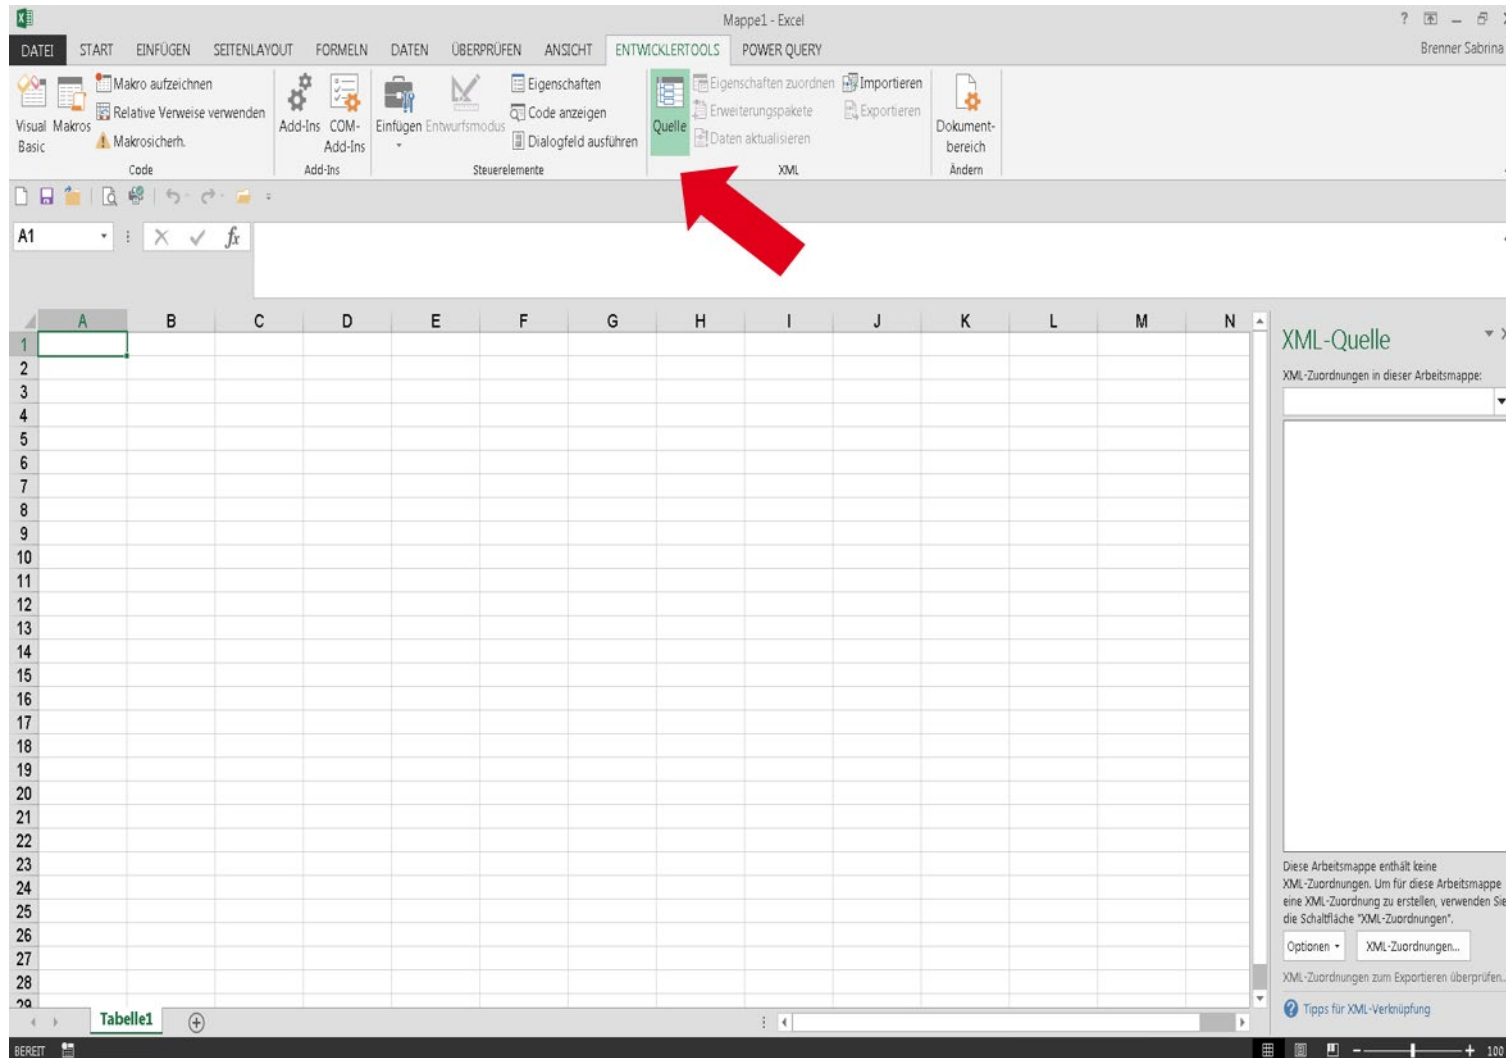 Mappe1 - Excel
?
DATEI START EINFÜGEN SEITENLAYOUT FORMELN DATEN ÜBERPRÜFEN ANSICHT ENTWICKLERTOOLS POWER QUERY Brenner Sabrina
Visual Basic
Makros
Makro aufzeichnen
Relative Verweise verwenden
Makrosicherh.
Code
Add-Ins
COM-Add-Ins
Add-Ins
Einfügen
Entwurfsmodus
Eigenschaften
Code anzeigen
Dialogfeld ausführen
Steuerelemente
Quelle
Eigenschaften zuordnen
Erweiterungspakete
Daten aktualisieren
Importieren
Exportieren
XML
Dokument-
bereich
Ändern
A1
fx
A B C D E F G H I J K L M N
1
2
3
4
5
6
7
8
9
10
11
12
13
14
15
16
17
18
19
20
21
22
23
24
25
26
27
28
29
XML-Quelle
XML-Zuordnungen in dieser Arbeitsmappe:
Diese Arbeitsmappe enthält keine
XML-Zuordnungen. Um für diese Arbeitsmappe
eine XML-Zuordnung zu erstellen, verwenden Sie
die Schaltfläche "XML-Zuordnungen".
Optionen
XML-Zuordnungen...
XML-Zuordnungen zum Exportieren überprüfen...
? Tipps für XML-Verknüpfung
Tabelle1
BEREIT
100